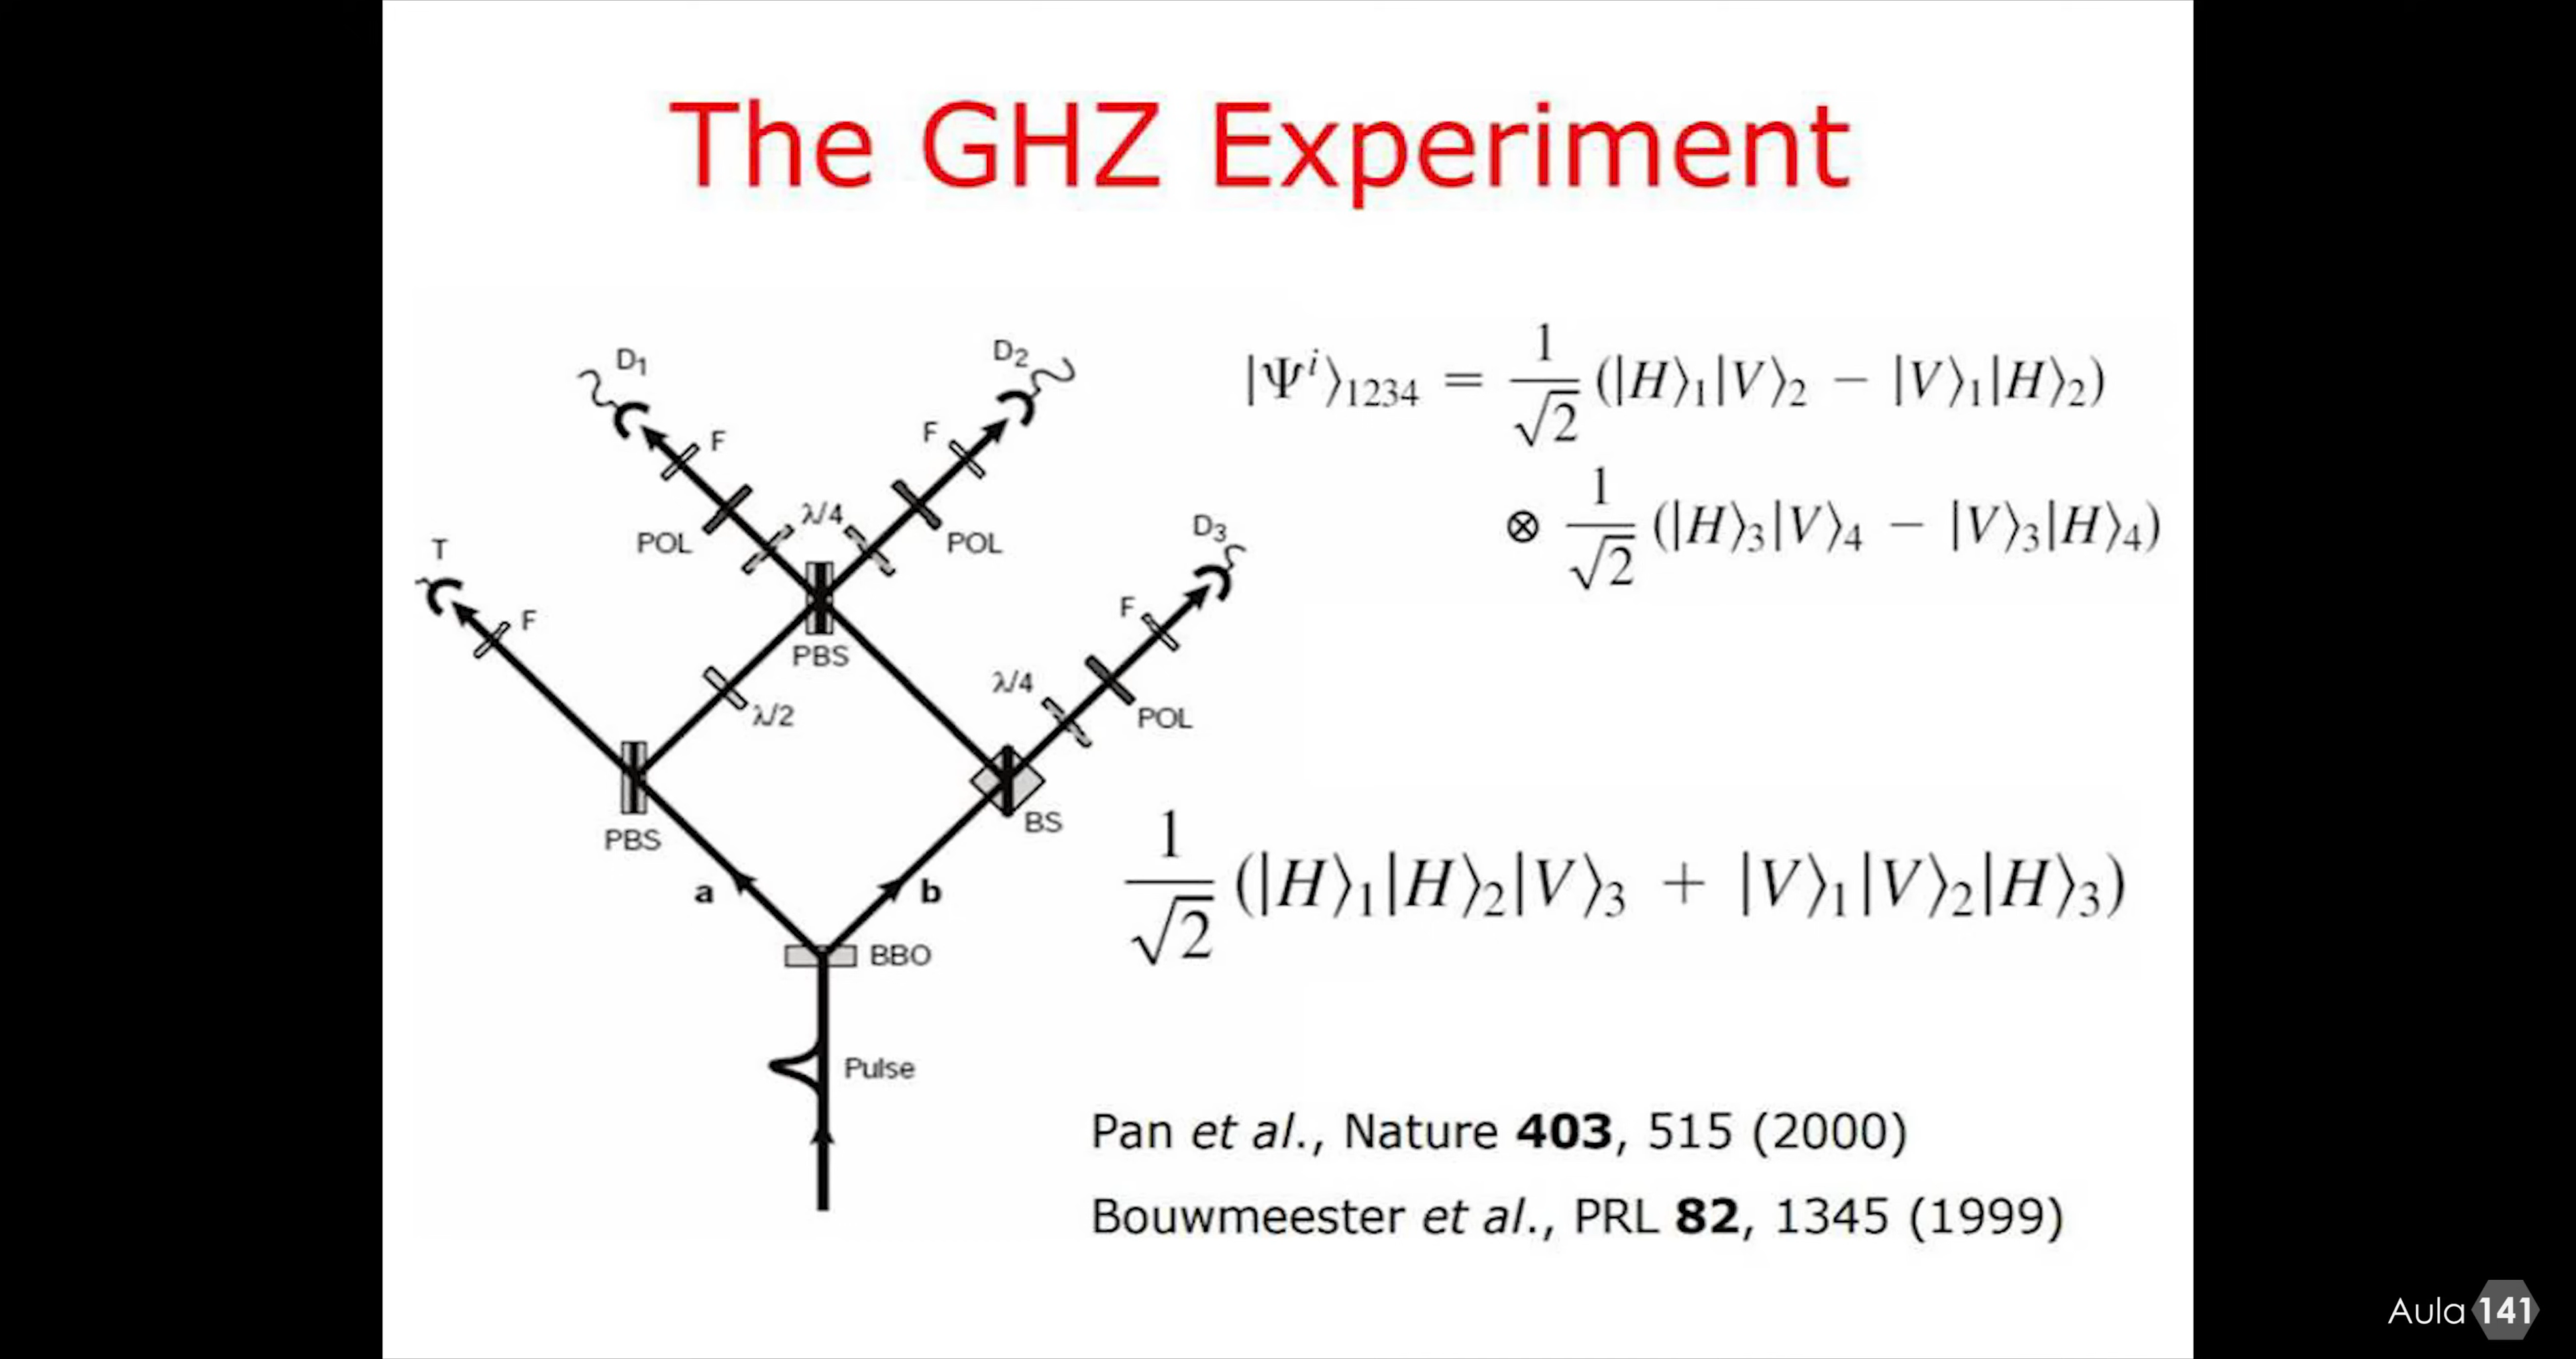 The GHZ Experiment
D₁
D₂
F
F
λ/4
POL
POL
D₃
T
F
F
PBS
λ/4
λ/2
POL
PBS
BS
a
b
BBO
Pulse
|Ψⁱ⟩₁₂₃₄ = 1/√2 (|H⟩₁|V⟩₂ − |V⟩₁|H⟩₂)
⊗ 1/√2 (|H⟩₃|V⟩₄ − |V⟩₃|H⟩₄)
1/√2 (|H⟩₁|H⟩₂|V⟩₃ + |V⟩₁|V⟩₂|H⟩₃)
Pan et al., Nature 403, 515 (2000)
Bouwmeester et al., PRL 82, 1345 (1999)
Aula 141